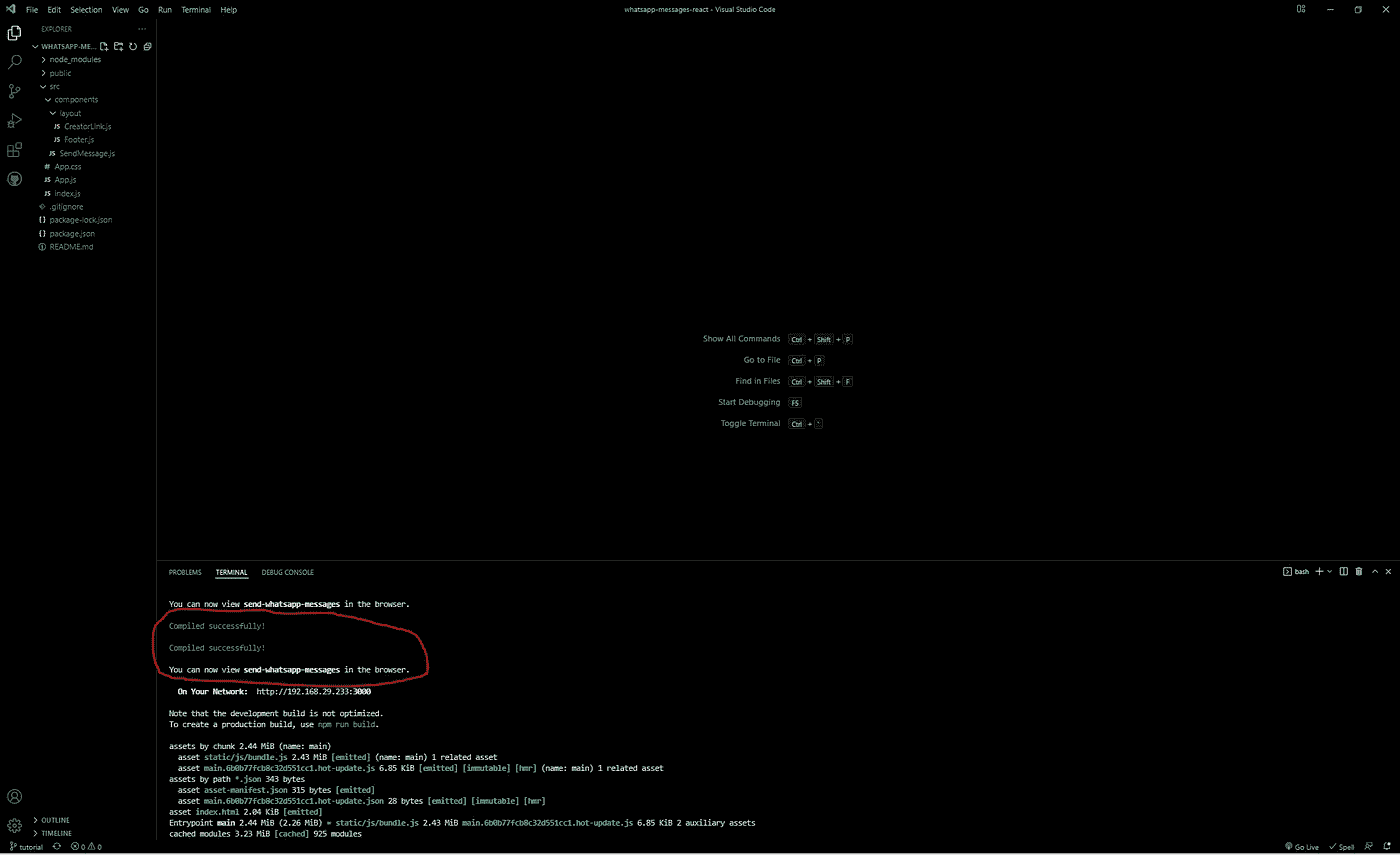 File Edit Selection View Go Run Terminal Help
whatsapp-messages-react - Visual Studio Code
EXPLORER
WHATSAPP-ME...
node_modules
public
src
components
layout
JS CreatorLink.js
JS Footer.js
JS SendMessage.js
# App.css
JS App.js
JS index.js
.gitignore
{} package-lock.json
{} package.json
README.md
OUTLINE
TIMELINE
Show All Commands Ctrl + Shift + P
Go to File Ctrl + P
Find in Files Ctrl + Shift + F
Start Debugging F5
Toggle Terminal Ctrl + `
PROBLEMS TERMINAL DEBUG CONSOLE
bash
You can now view send-whatsapp-messages in the browser.
Compiled successfully!
Compiled successfully!
You can now view send-whatsapp-messages in the browser.
On Your Network: http://192.168.29.233:3000
Note that the development build is not optimized.
To create a production build, use npm run build.
assets by chunk 2.44 MiB (name: main)
asset static/js/bundle.js 2.43 MiB [emitted] (name: main) 1 related asset
asset main.6b0b77fcb8c32d551cc1.hot-update.js 6.85 KiB [emitted] [immutable] [hmr] (name: main) 1 related asset
assets by path *.json 343 bytes
asset asset-manifest.json 315 bytes [emitted]
asset main.6b0b77fcb8c32d551cc1.hot-update.json 28 bytes [emitted] [immutable] [hmr]
asset index.html 2.04 KiB [emitted]
Entrypoint main 2.44 MiB (2.26 MiB) = static/js/bundle.js 2.43 MiB main.6b0b77fcb8c32d551cc1.hot-update.js 6.85 KiB 2 auxiliary assets
cached modules 3.23 MiB [cached] 925 modules
tutorial 0 0 Go Live Spell